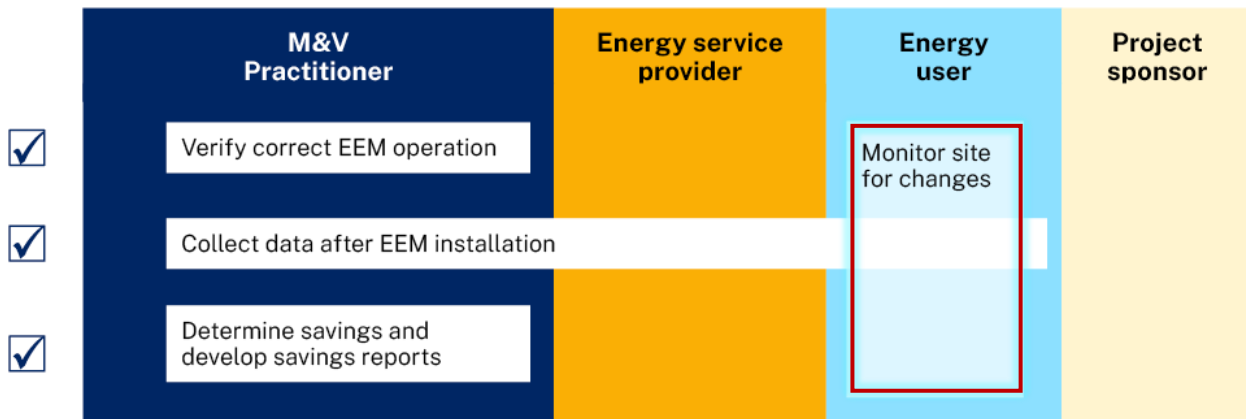 M&V
Practitioner
Energy service
provider
Energy
user
Project
sponsor
Verify correct EEM operation
Monitor site
for changes
Collect data after EEM installation
Determine savings and
develop savings reports